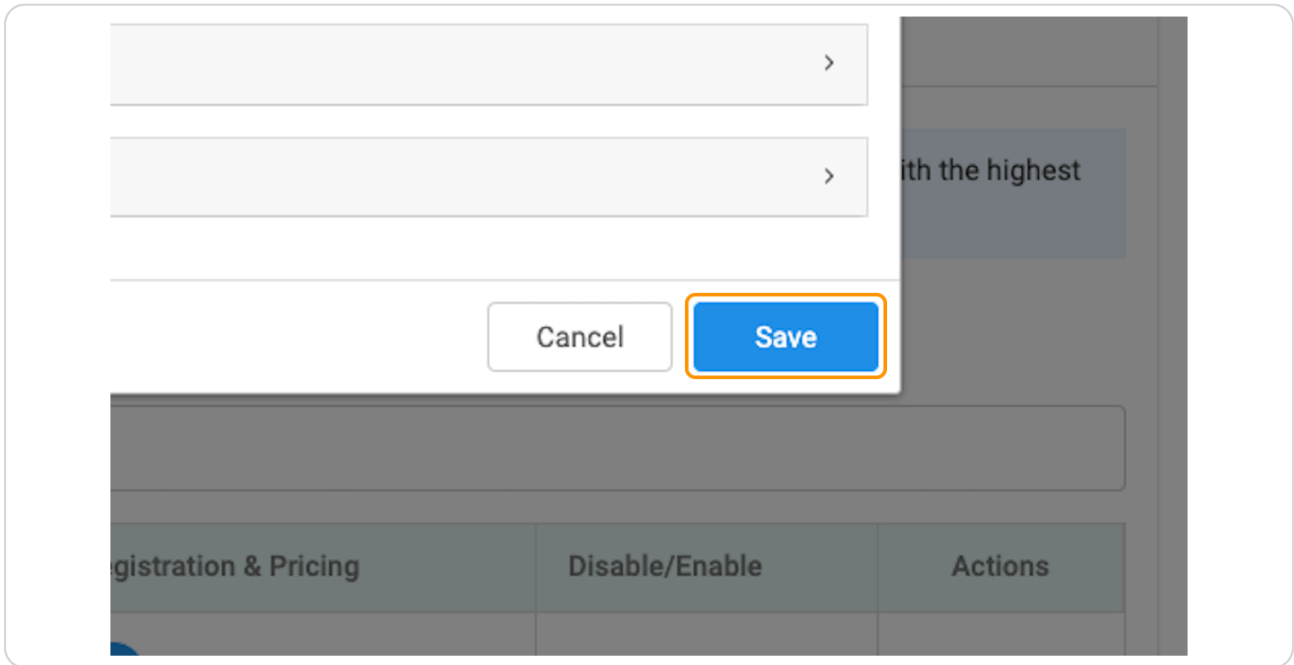 ith the highest
Cancel
Save
egistration & Pricing
Disable/Enable
Actions